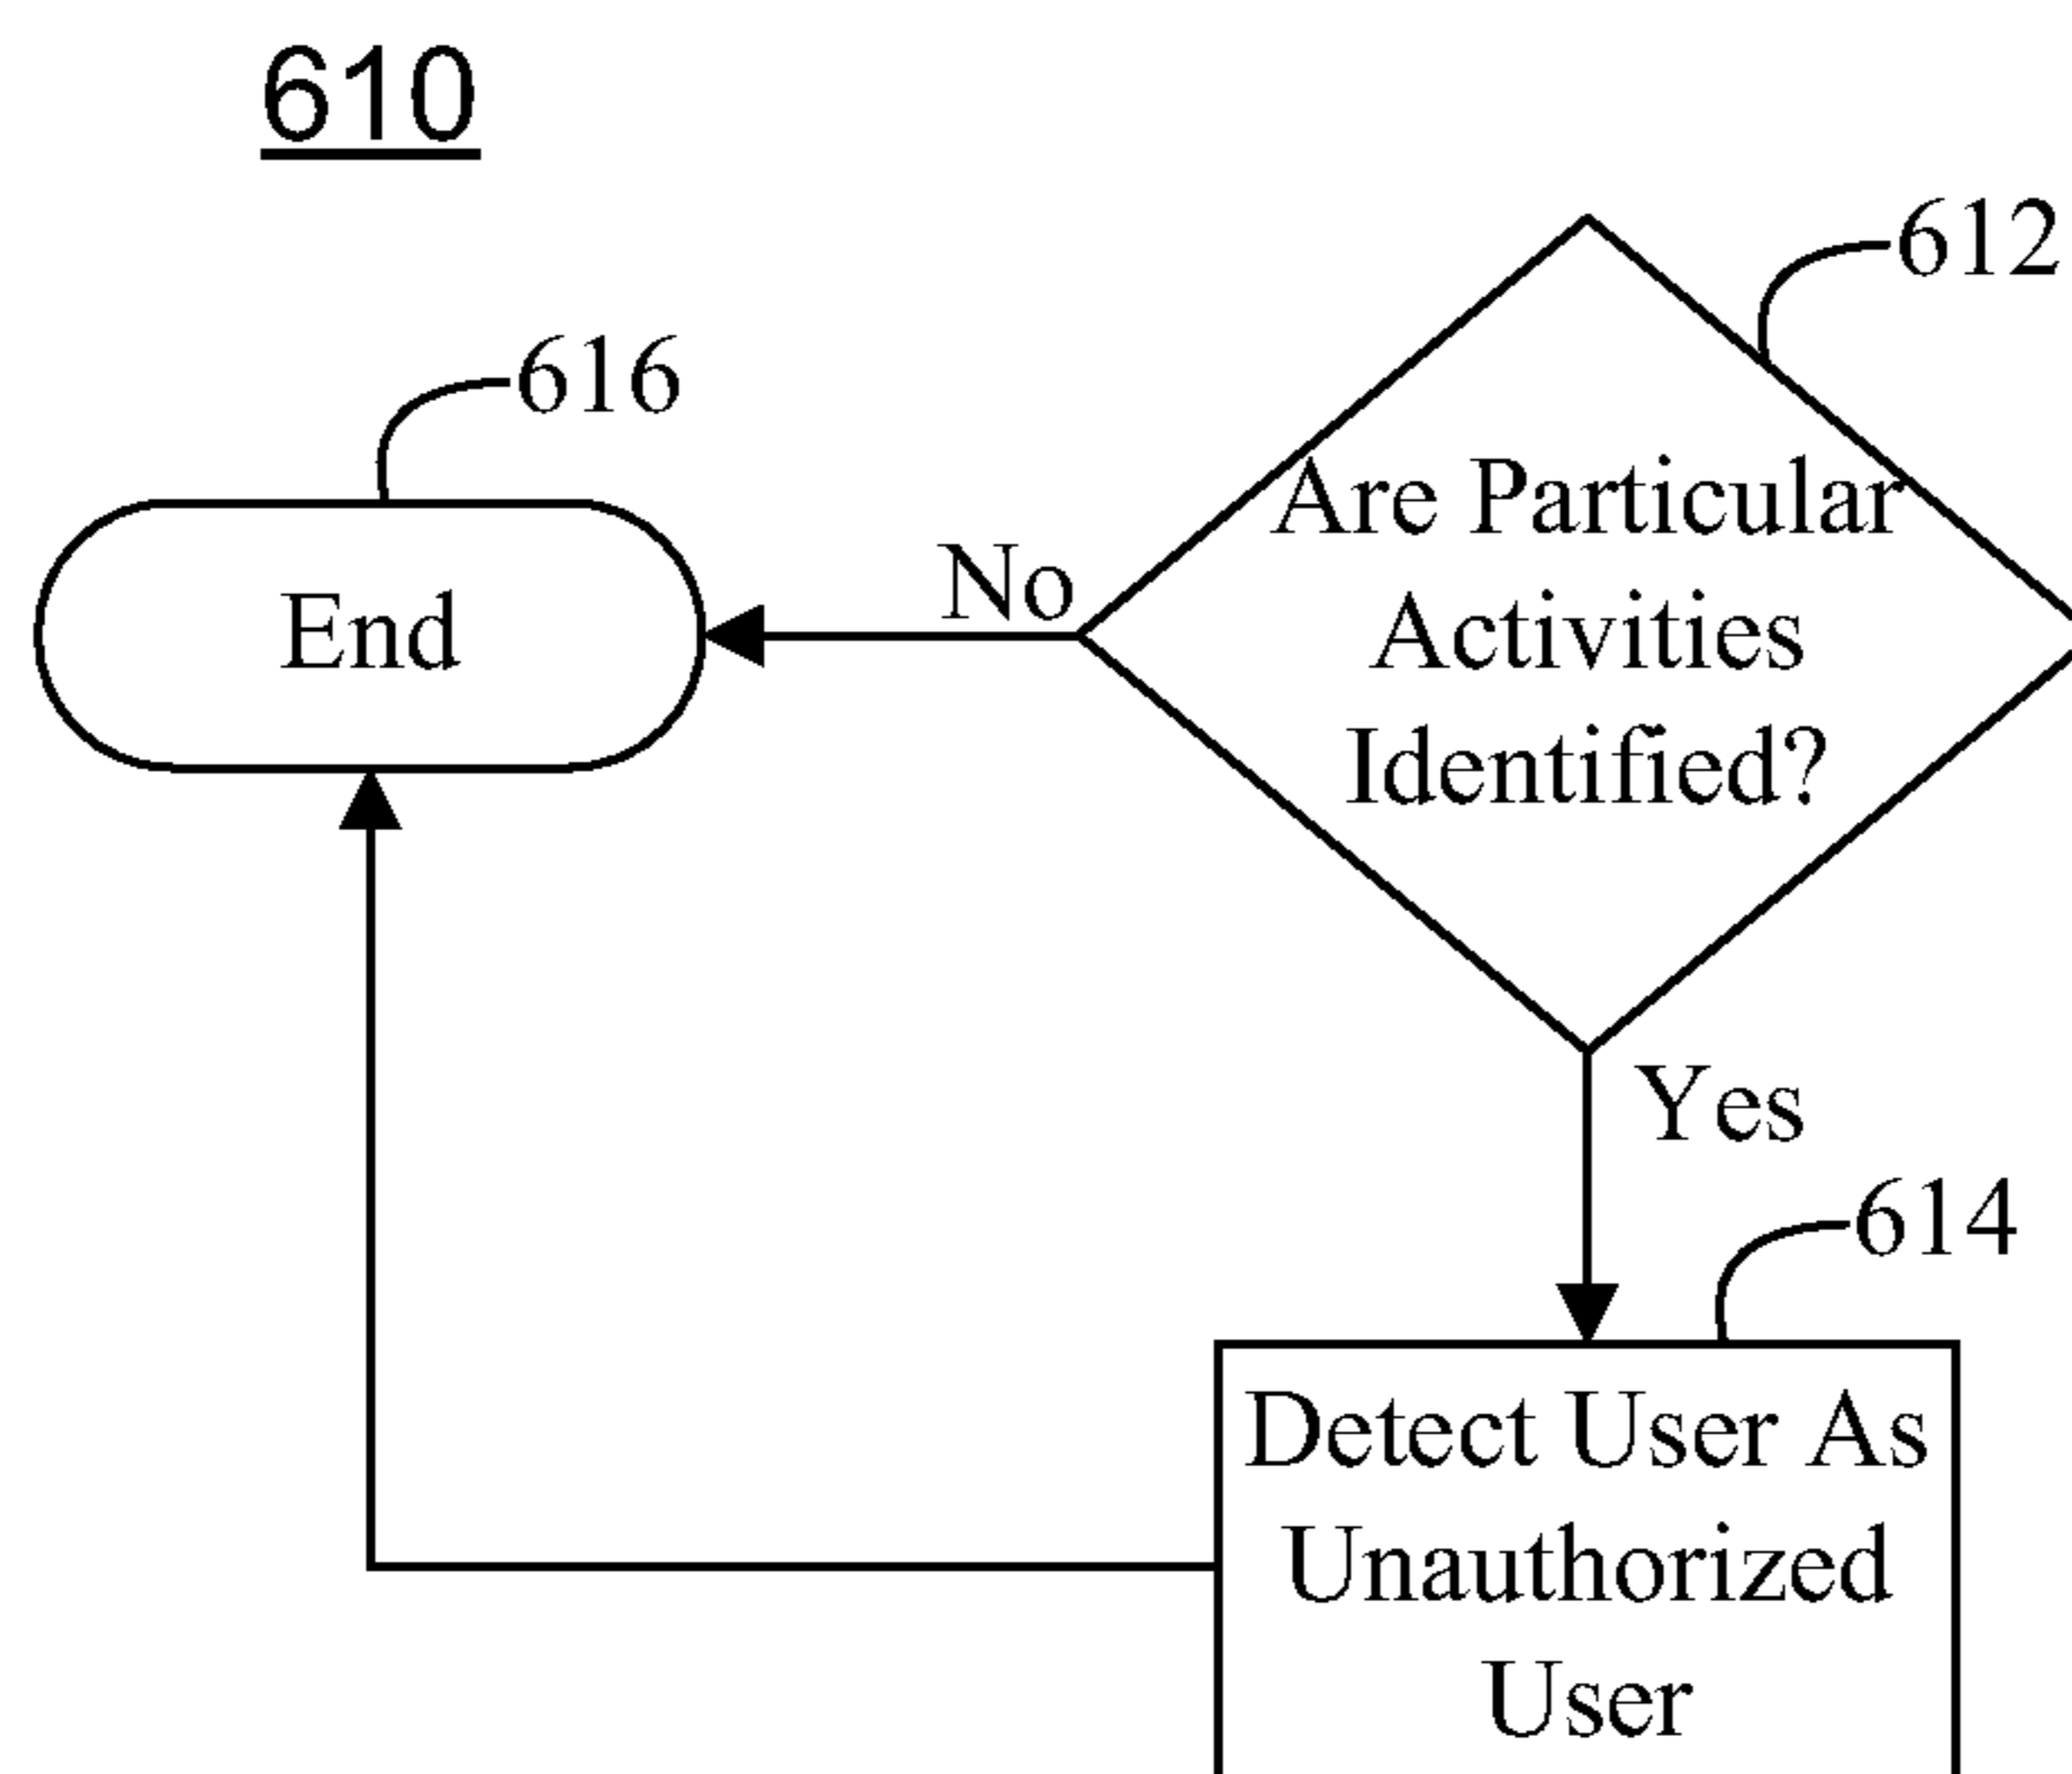 610
612
616
Are Particular
Activities
Identified?
No
End
Yes
614
Detect User As
Unauthorized
User